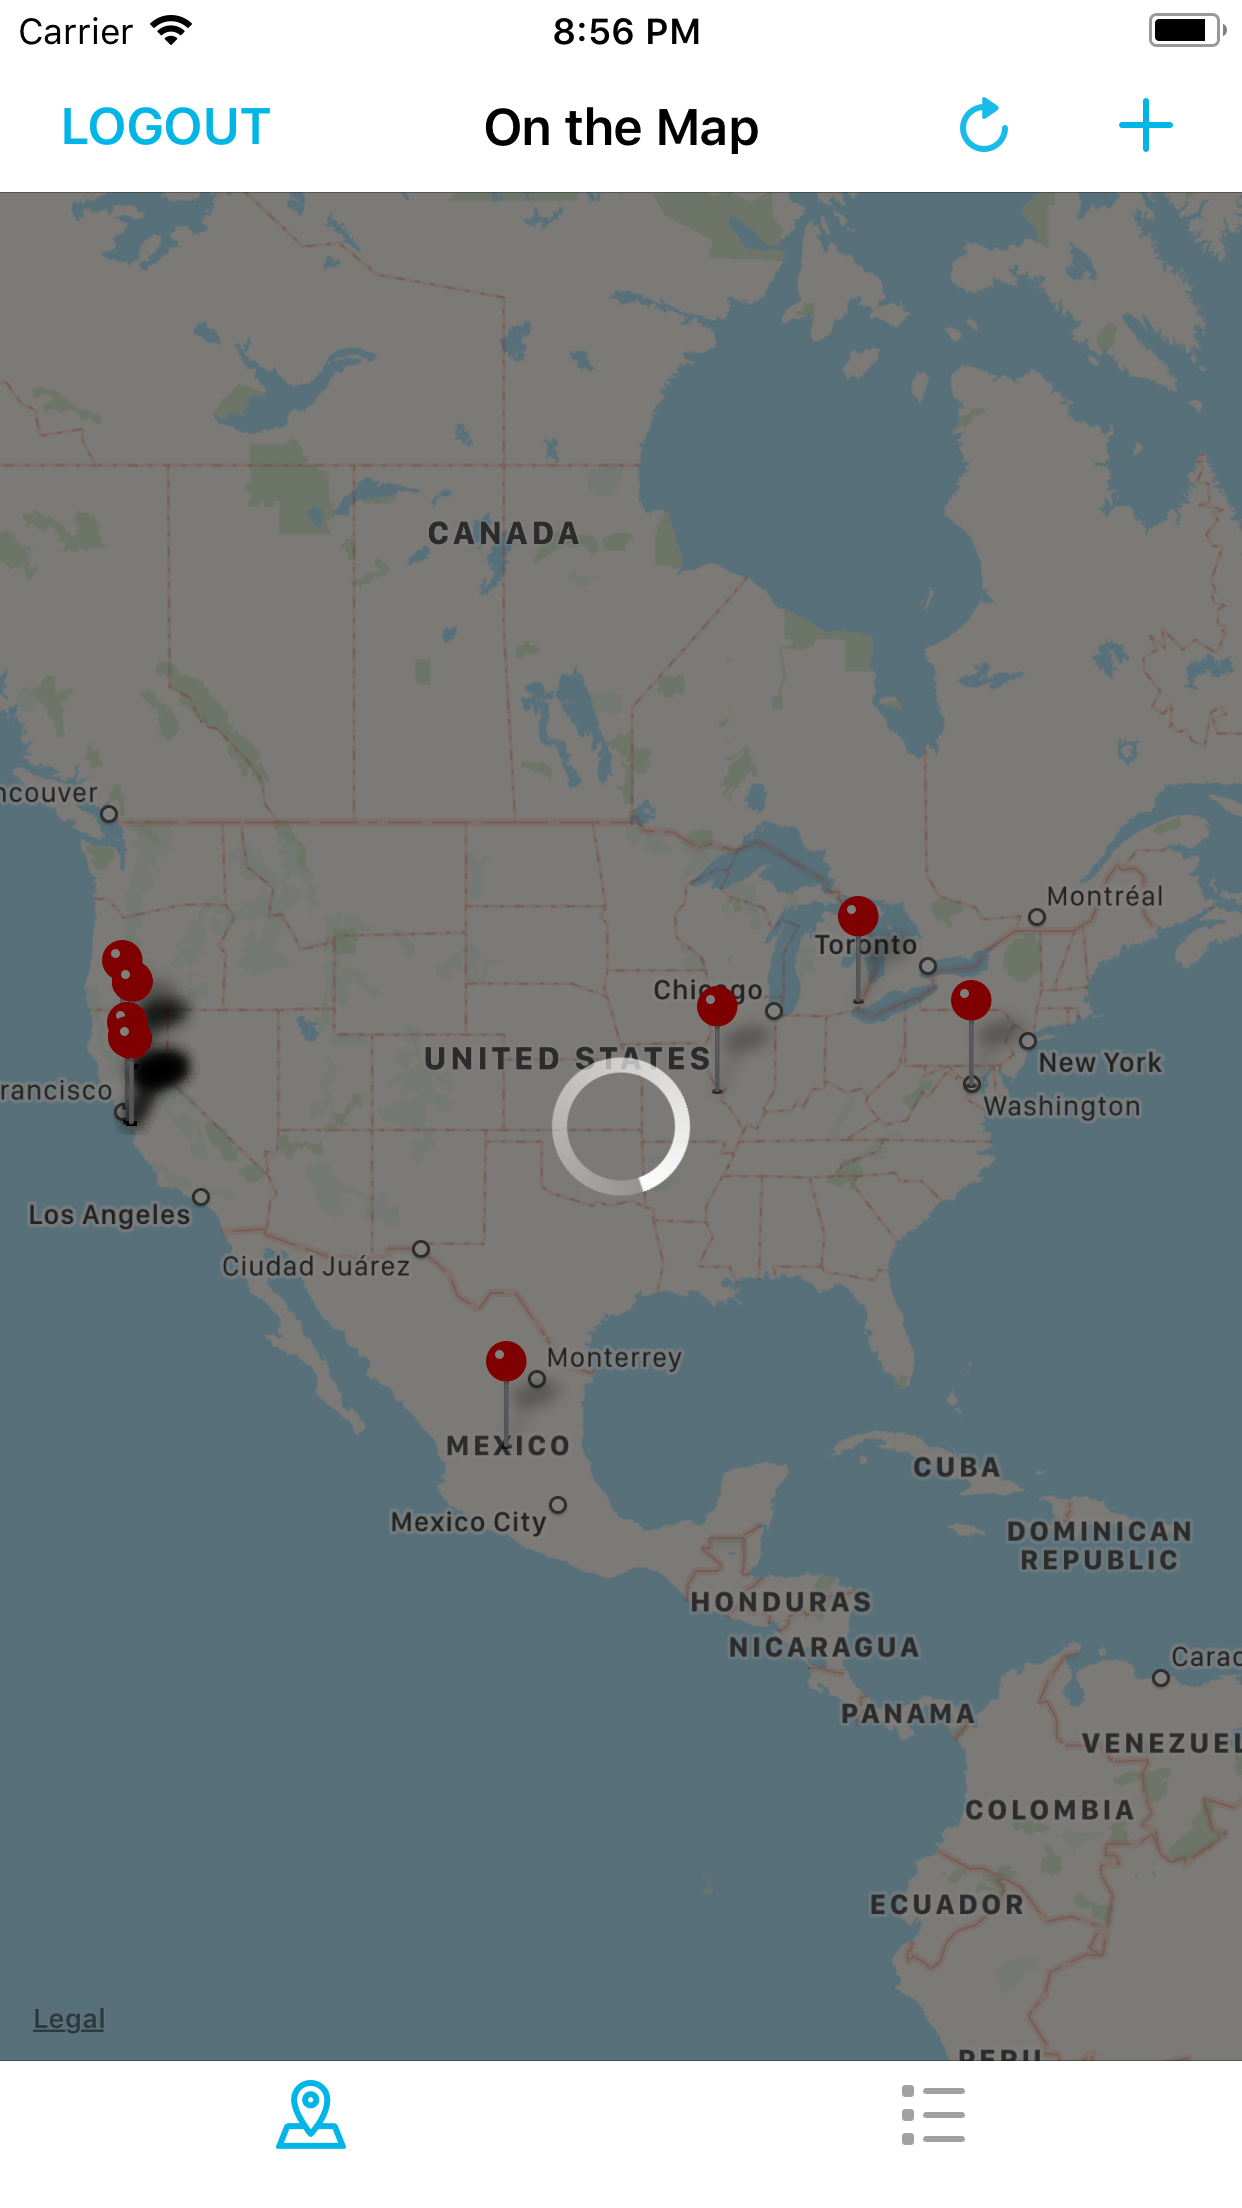 Carrier 8:56 PM
LOGOUT On the Map
CANADA
ncouver
Montréal
Toronto
Chicago
UNITED STATES
New York
rancisco
Washington
Los Angeles
Ciudad Juárez
Monterrey
MEXICO
CUBA
Mexico City
DOMINICAN
REPUBLIC
HONDURAS
NICARAGUA
Carac
PANAMA
VENEZUEL
COLOMBIA
ECUADOR
Legal
PERU